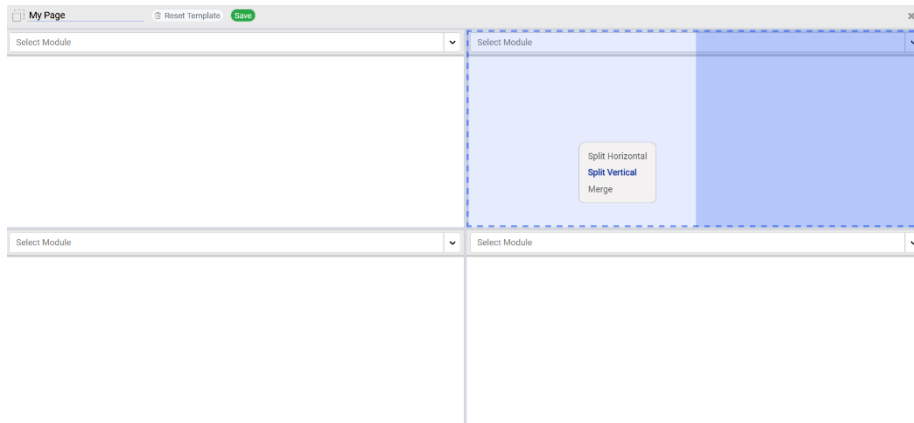 My Page Reset Template Save
Select Module Select Module
Split Horizontal
Split Vertical
Merge
Select Module Select Module